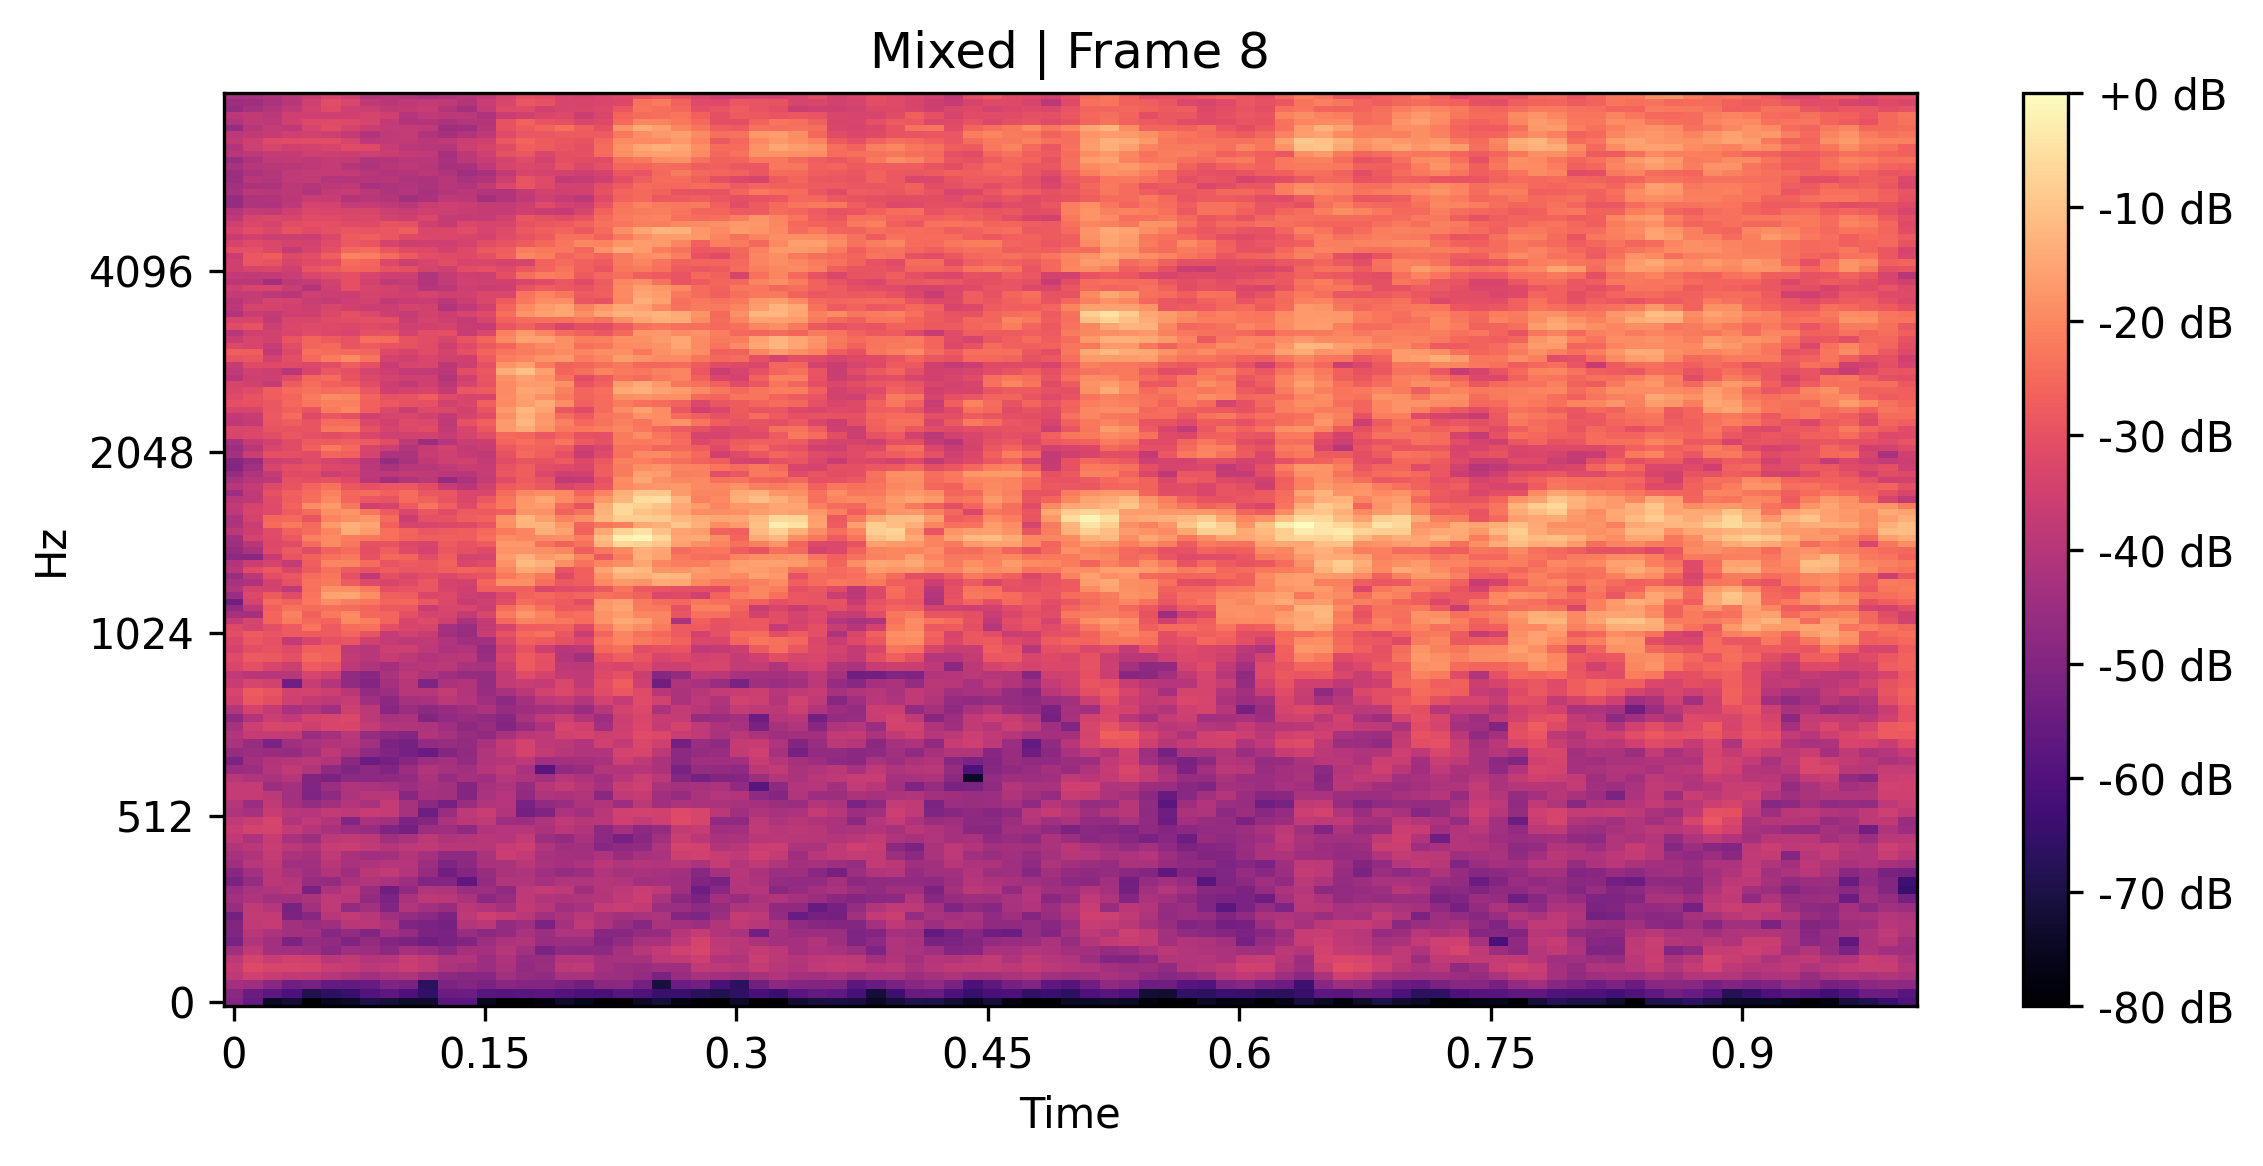 Mixed | Frame 8
Hz
4096
2048
1024
512
0
0 0.15 0.3 0.45 0.6 0.75 0.9
Time
+0 dB
-10 dB
-20 dB
-30 dB
-40 dB
-50 dB
-60 dB
-70 dB
-80 dB